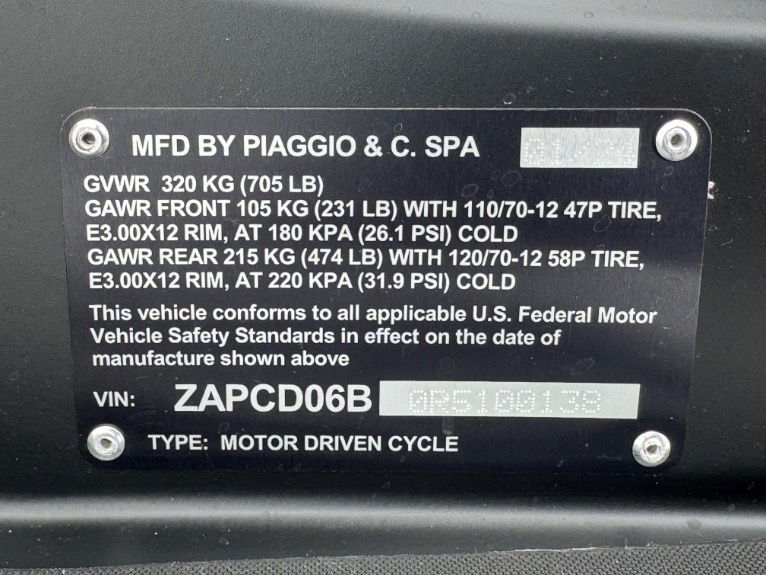 MFD BY PIAGGIO & C. SPA 01/24
GVWR 320 KG (705 LB)
GAWR FRONT 105 KG (231 LB) WITH 110/70-12 47P TIRE,
E3.00X12 RIM, AT 180 KPA (26.1 PSI) COLD
GAWR REAR 215 KG (474 LB) WITH 120/70-12 58P TIRE,
E3.00X12 RIM, AT 220 KPA (31.9 PSI) COLD
This vehicle conforms to all applicable U.S. Federal Motor
Vehicle Safety Standards in effect on the date of
manufacture shown above
VIN: ZAPCD06B 0R5100138
TYPE: MOTOR DRIVEN CYCLE